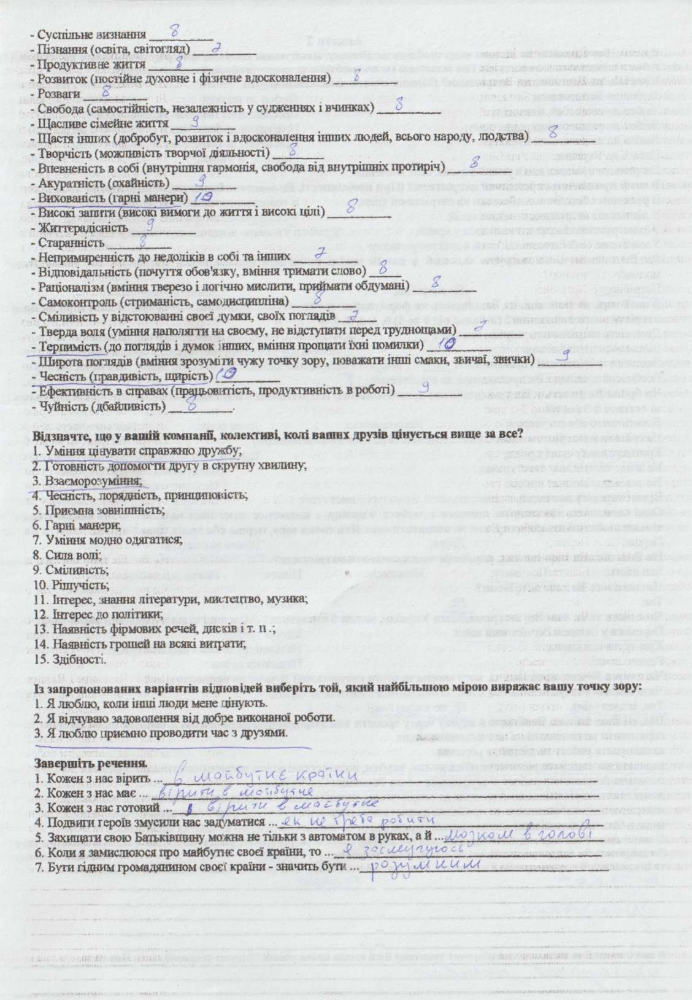 - Суспільне визнання 8
- Пізнання (освіта, світогляд) 7
- Продуктивне життя 8
- Розвиток (постійне духовне і фізичне вдосконалення) 8
- Розваги 8
- Свобода (самостійність, незалежність у судженнях і вчинках) 8
- Щасливе сімейне життя 9
- Щастя інших (добробут, розвиток і вдосконалення інших людей, всього народу, людства) 8
- Творчість (можливість творчої діяльності) 8
- Впевненість в собі (внутрішня гармонія, свобода від внутрішніх протиріч) 8
- Акуратність (охайність) 9
- Вихованість (гарні манери) 10
- Високі запити (високі вимоги до життя і високі цілі) 8
- Життєрадісність 9
- Старанність 8
- Непримиренність до недоліків в собі та інших 7
- Відповідальність (почуття обов'язку, вміння тримати слово) 8
- Раціоналізм (вміння тверезо і логічно мислити, приймати обдумані) 8
- Самоконтроль (стриманість, самодисципліна) 8
- Сміливість у відстоюванні своєї думки, своїх поглядів 7
- Тверда воля (уміння наполягти на своєму, не відступати перед труднощами) 7
- Терпимість (до поглядів і думок інших, вміння прощати їхні помилки) 10
- Широта поглядів (вміння зрозуміти чужу точку зору, поважати інші смаки, звичаї, звички) 9
- Чесність (правдивість, щирість) 10
- Ефективність в справах (працьовитість, продуктивність в роботі) 9
- Чуйність (дбайливість) 8.
Відзначте, що у вашій компанії, колективі, колі ваших друзів цінується вище за все?
1. Уміння цінувати справжню дружбу;
2. Готовність допомогти другу в скрутну хвилину;
3. Взаєморозуміння;
4. Чесність, порядність, принциповість;
5. Приємна зовнішність;
6. Гарні манери;
7. Уміння модно одягатися;
8. Сила волі;
9. Сміливість;
10. Рішучість;
11. Інтерес, знання літератури, мистецтво, музика;
12. Інтерес до політики;
13. Наявність фірмових речей, дисків і т. п .;
14. Наявність грошей на всякі витрати;
15. Здібності.
Із запропонованих варіантів відповідей виберіть той, який найбільшою мірою виражає вашу точку зору:
1. Я люблю, коли інші люди мене цінують.
2. Я відчуваю задоволення від добре виконаної роботи.
3. Я люблю приємно проводити час з друзями.
Завершіть речення.
1. Кожен з нас вірить ... в майбутнє країни
2. Кожен з нас має ... вірити в майбутнє
3. Кожен з нас готовий ... вірити в майбутнє
4. Подвиги героїв змусили нас задуматися ... як не треба робити
5. Захищати свою Батьківщину можна не тільки з автоматом в руках, а й ... мозком в голові
6. Коли я замислююся про майбутнє своєї країни, то ... я засмучуюсь
7. Бути гідним громадянином своєї країни - значить бути ... розумним